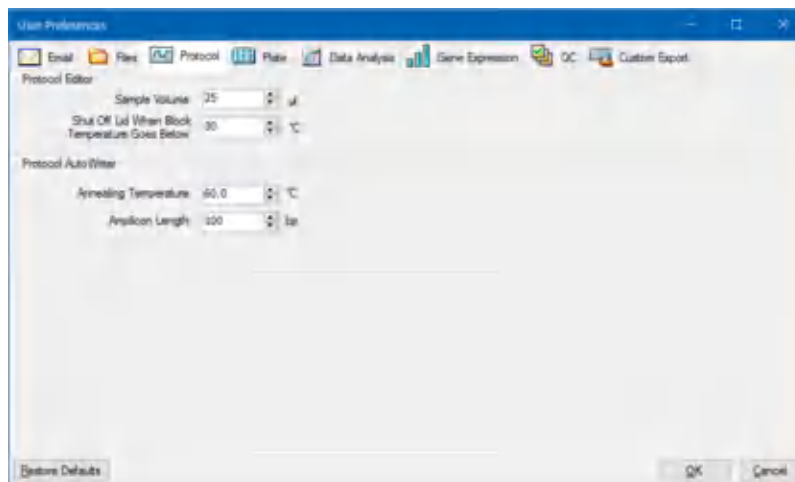 User Preferences
Email Files Protocol Plate Data Analysis Gene Expression QC Custom Export
Protocol Editor
Sample Volume 25 µl
Shut Off Lid When Block
Temperature Goes Below 30 °C
Protocol AutoWriter
Annealing Temperature 60.0 °C
Amplicon Length 100 bp
Restore Defaults OK Cancel